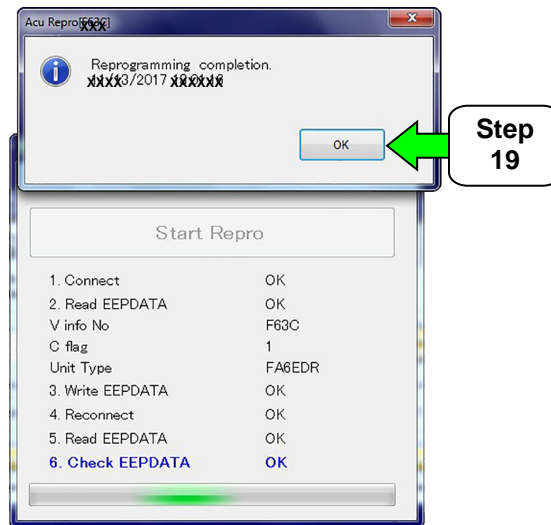 Acu Repro
Reprogramming completion.
3/2017
OK
Step
19
Start Repro
1. Connect OK
2. Read EEPDATA OK
V info No F63C
C flag 1
Unit Type FA6EDR
3. Write EEPDATA OK
4. Reconnect OK
5. Read EEPDATA OK
6. Check EEPDATA OK